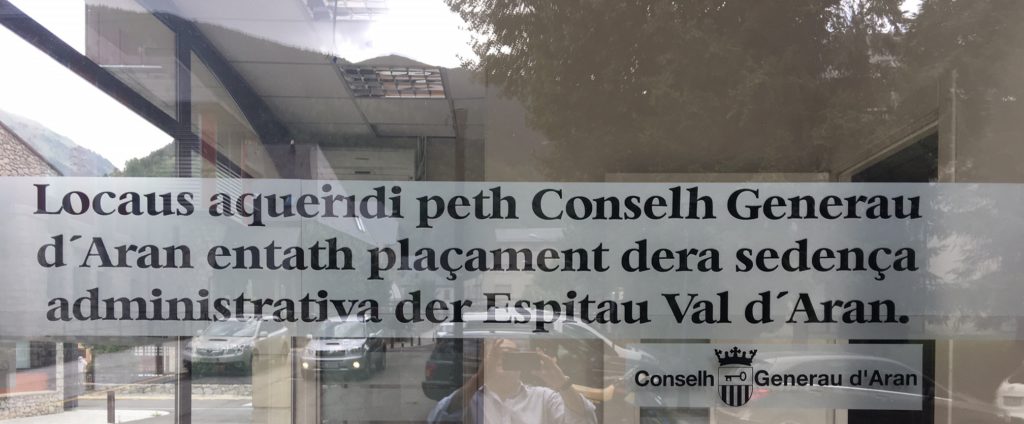 Locaus aqueridi peth Conselh Generau
d´Aran entath plaçament dera sedença
administrativa der Espitau Val d´Aran.
Conselh Generau d'Aran